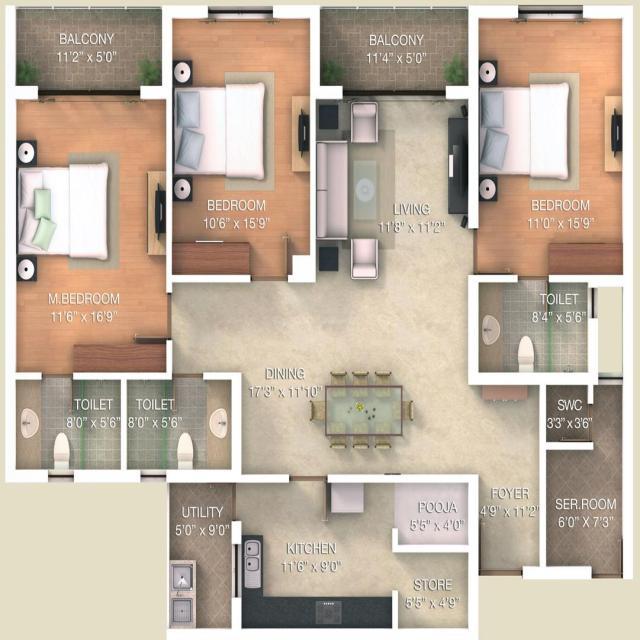 BALCONY
11'2" x 5'0"
BALCONY
11'4" x 5'0"
BEDROOM
10'6" x 15'9"
LIVING
11'8" x 11'2"
BEDROOM
11'0" x 15'9"
M.BEDROOM
11'6" x 16'9"
TOILET
8'4" x 5'6"
DINING
17'3" x 11'10"
TOILET
8'0" x 5'6"
TOILET
8'0" x 5'6"
SWC
3'3" x 3'6"
FOYER
4'9" x 11'2"
SER.ROOM
6'0" X 7'3"
UTILITY
5'0" x 9'0"
POOJA
5'5" x 4'0"
KITCHEN
11'6" x 9'0"
STORE
5'5" x 4'9"